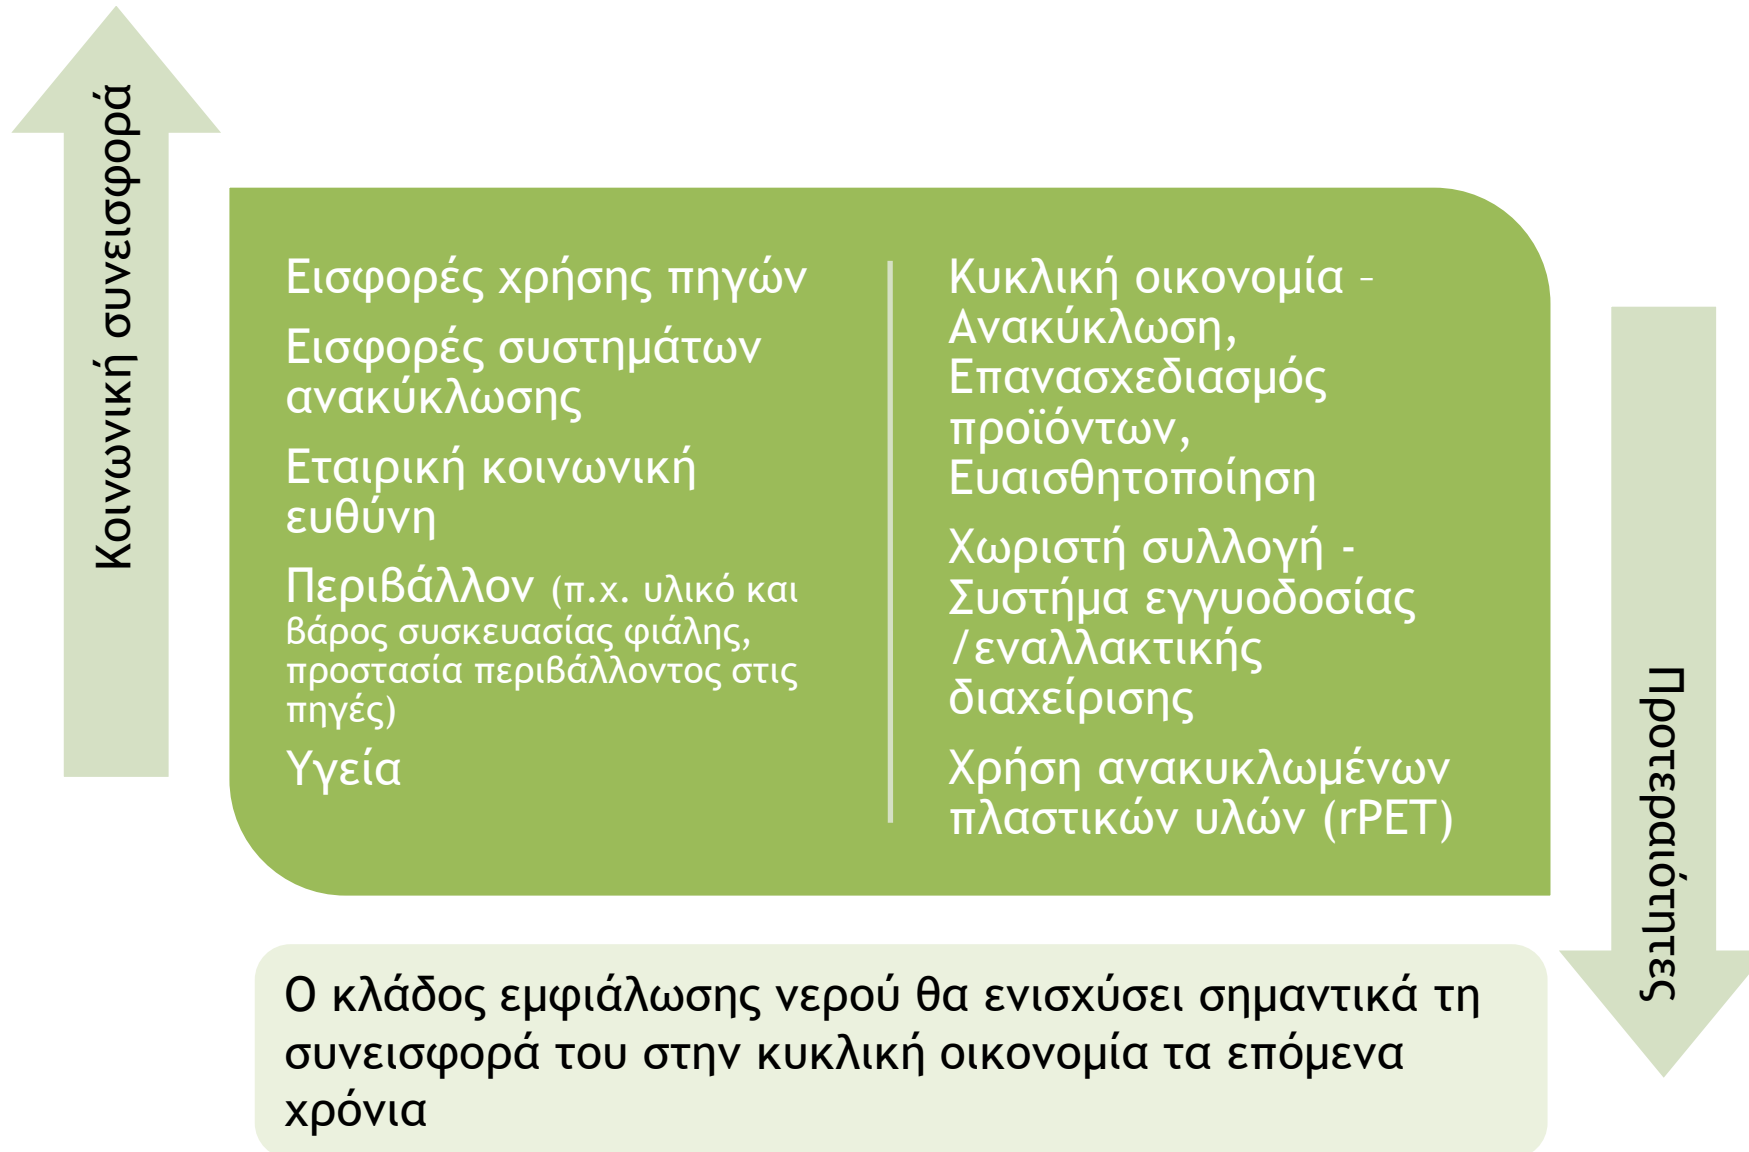 Κοινωνική συνεισφορά
Εισφορές χρήσης πηγών
Εισφορές συστημάτων
ανακύκλωσης
Εταιρική κοινωνική
ευθύνη
Περιβάλλον (π.χ. υλικό και
βάρος συσκευασίας φιάλης,
προστασία περιβάλλοντος στις
πηγές)
Υγεία
Κυκλική οικονομία –
Ανακύκλωση,
Επανασχεδιασμός
προϊόντων,
Ευαισθητοποίηση
Χωριστή συλλογή -
Συστήμα εγγυοδοσίας
/εναλλακτικής
διαχείρισης
Χρήση ανακυκλωμένων
πλαστικών υλών (rPET)
Προτεραιότητες
Ο κλάδος εμφιάλωσης νερού θα ενισχύσει σημαντικά τη
συνεισφορά του στην κυκλική οικονομία τα επόμενα
χρόνια